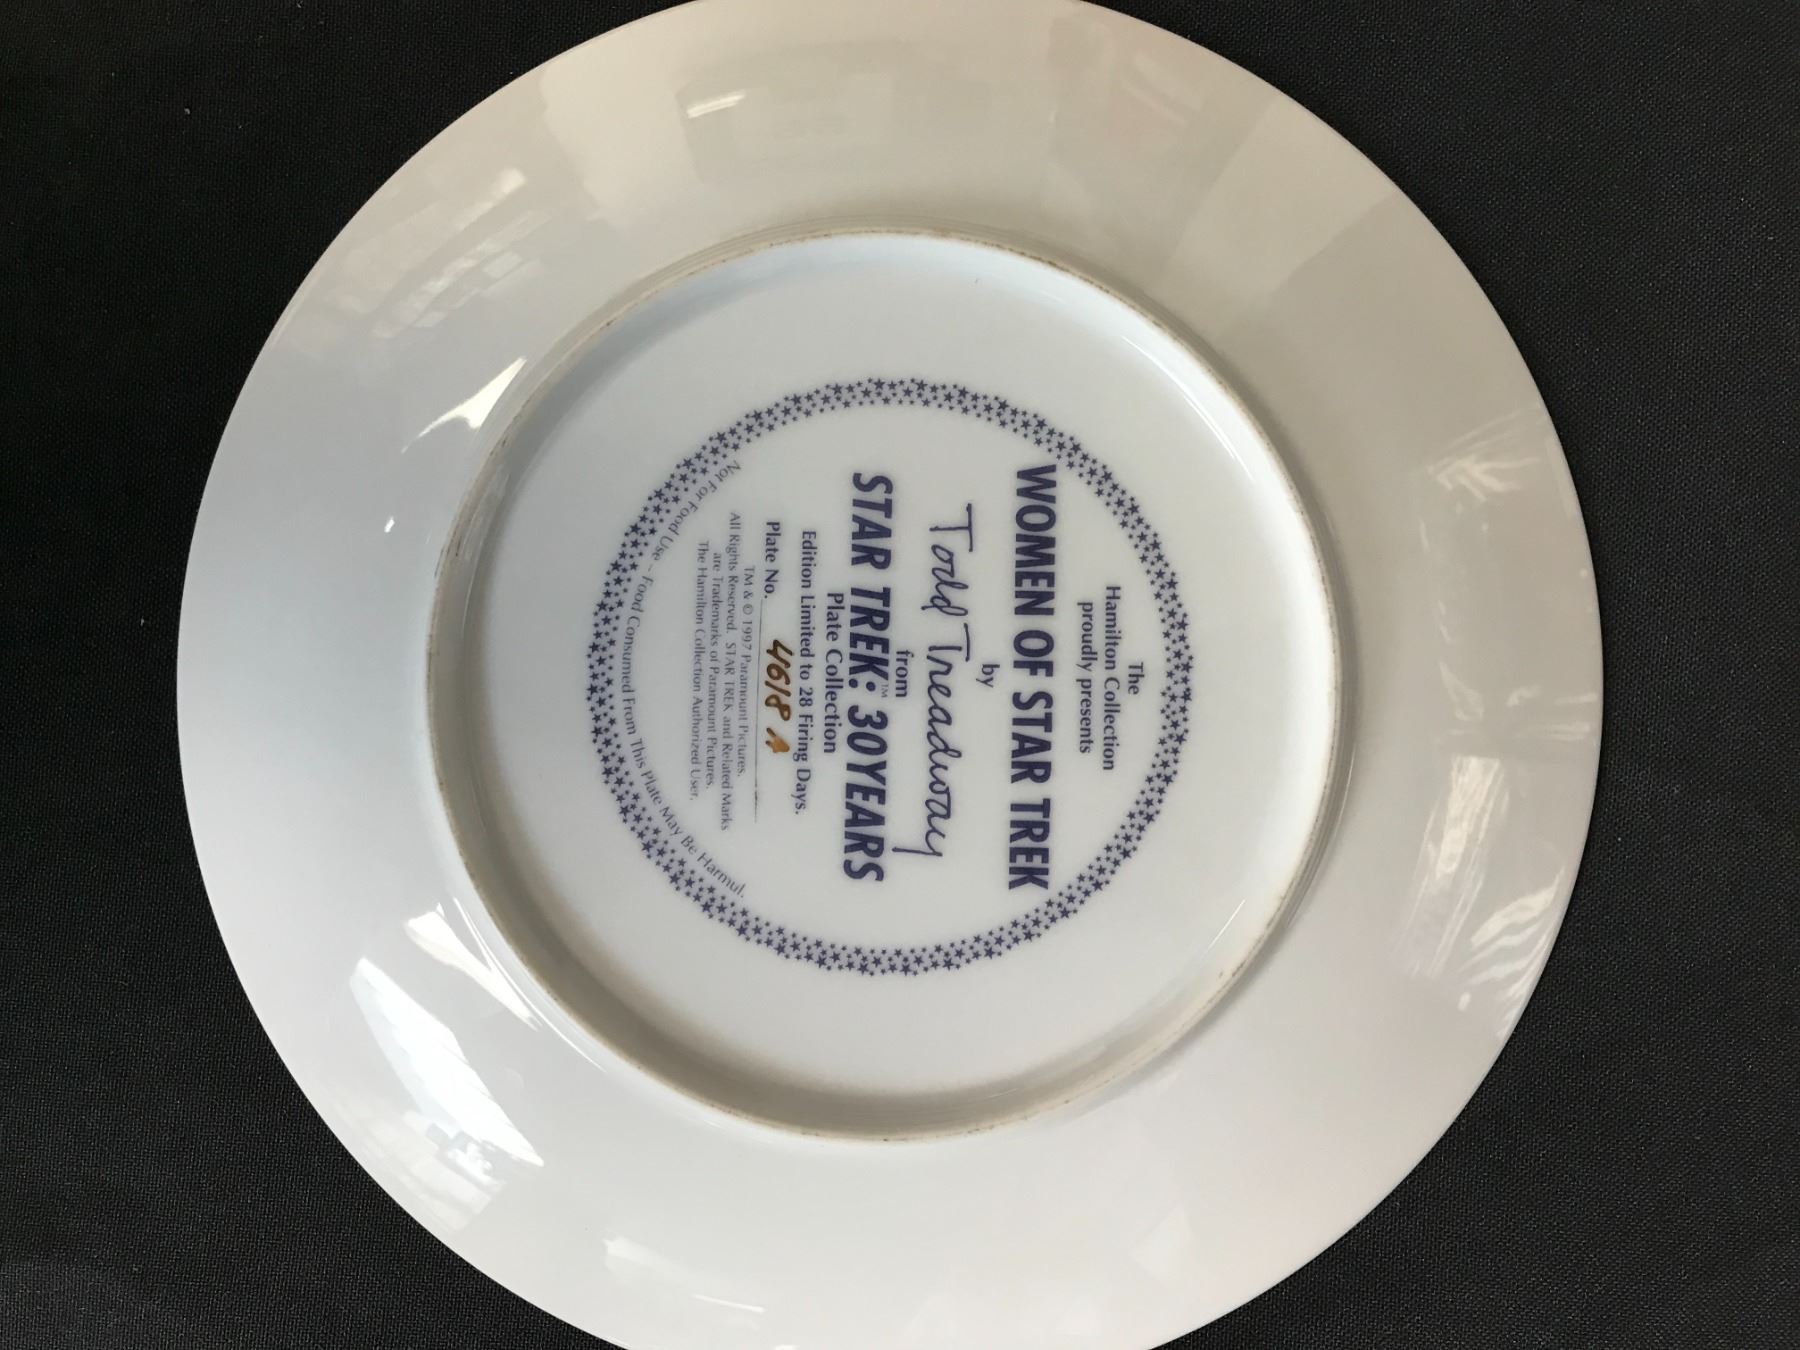 The
Hamilton Collection
proudly presents
WOMEN OF STAR TREK
by
Todd Treadway
from
STAR TREK:™ 30 YEARS
Plate Collection
Edition Limited to 28 Firing Days.
Plate No. 4618 A
TM & © 1997 Paramount Pictures.
All Rights Reserved. STAR TREK and Related Marks
are Trademarks of Paramount Pictures.
The Hamilton Collection Authorized User.
Not For Food Use – Food Consumed From This Plate May Be Harmul.